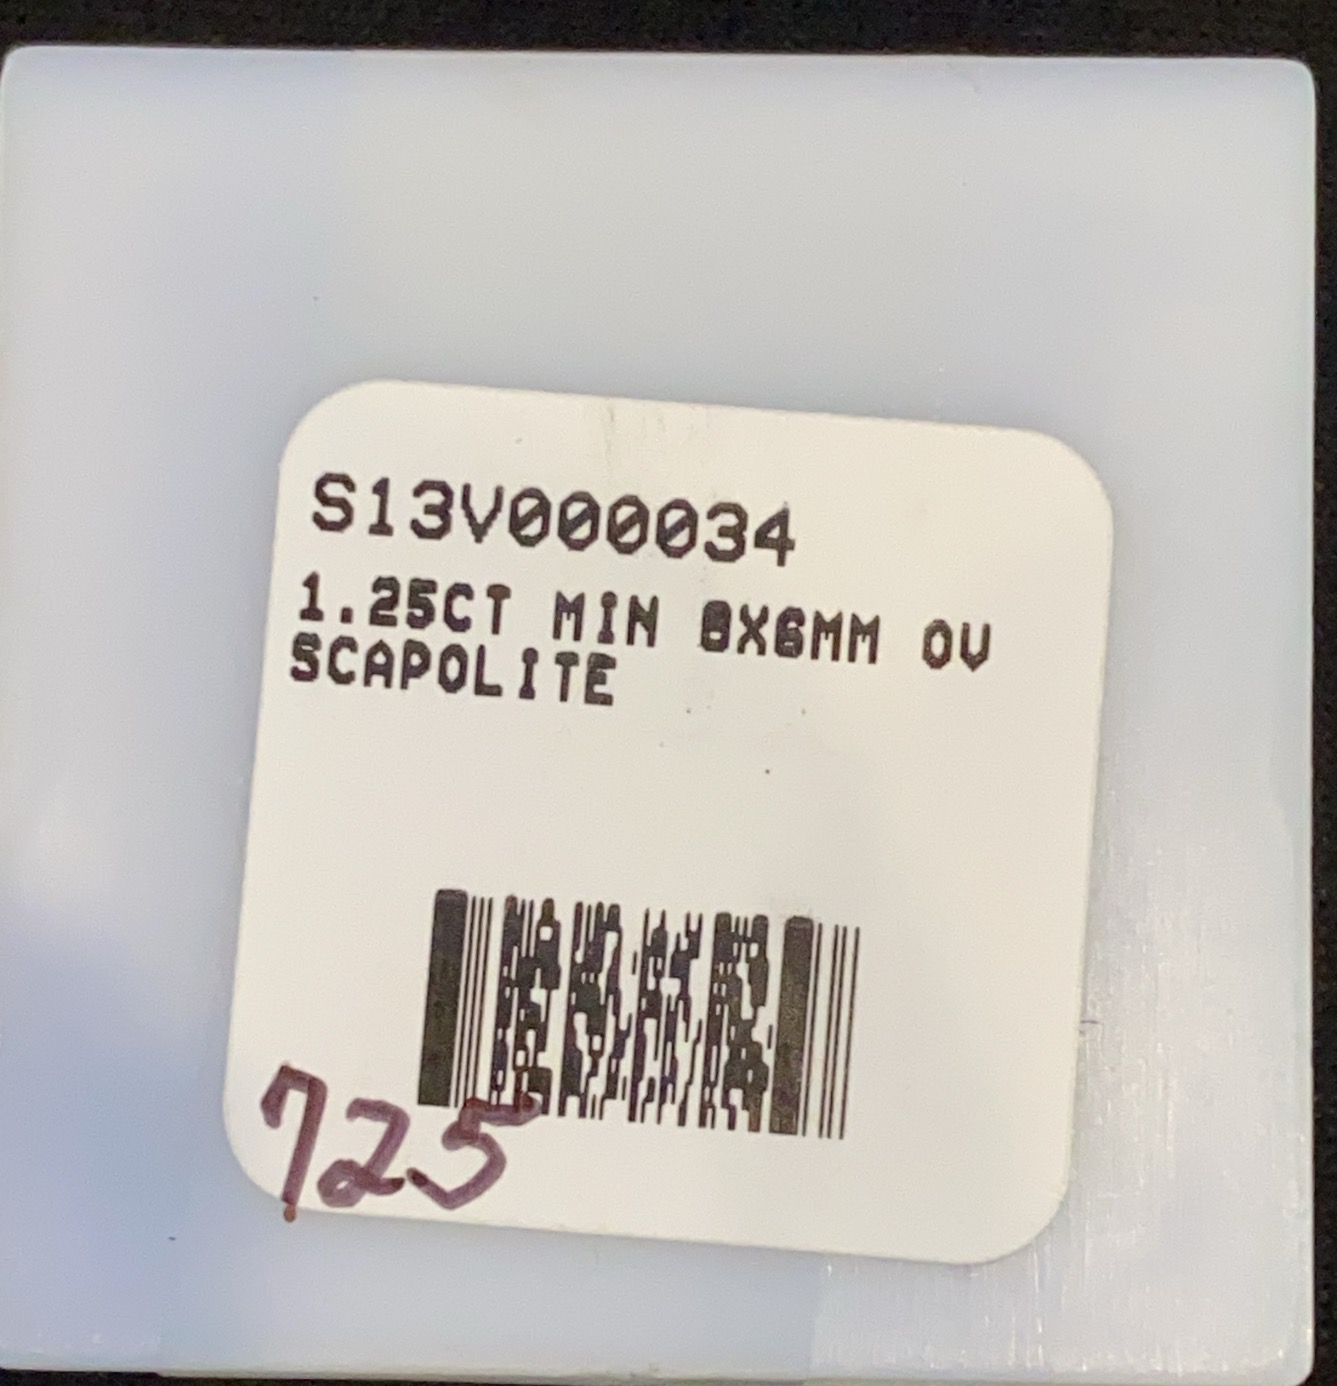 S13V000034
1.25CT MIN 8X6MM OV
SCAPOLITE
725